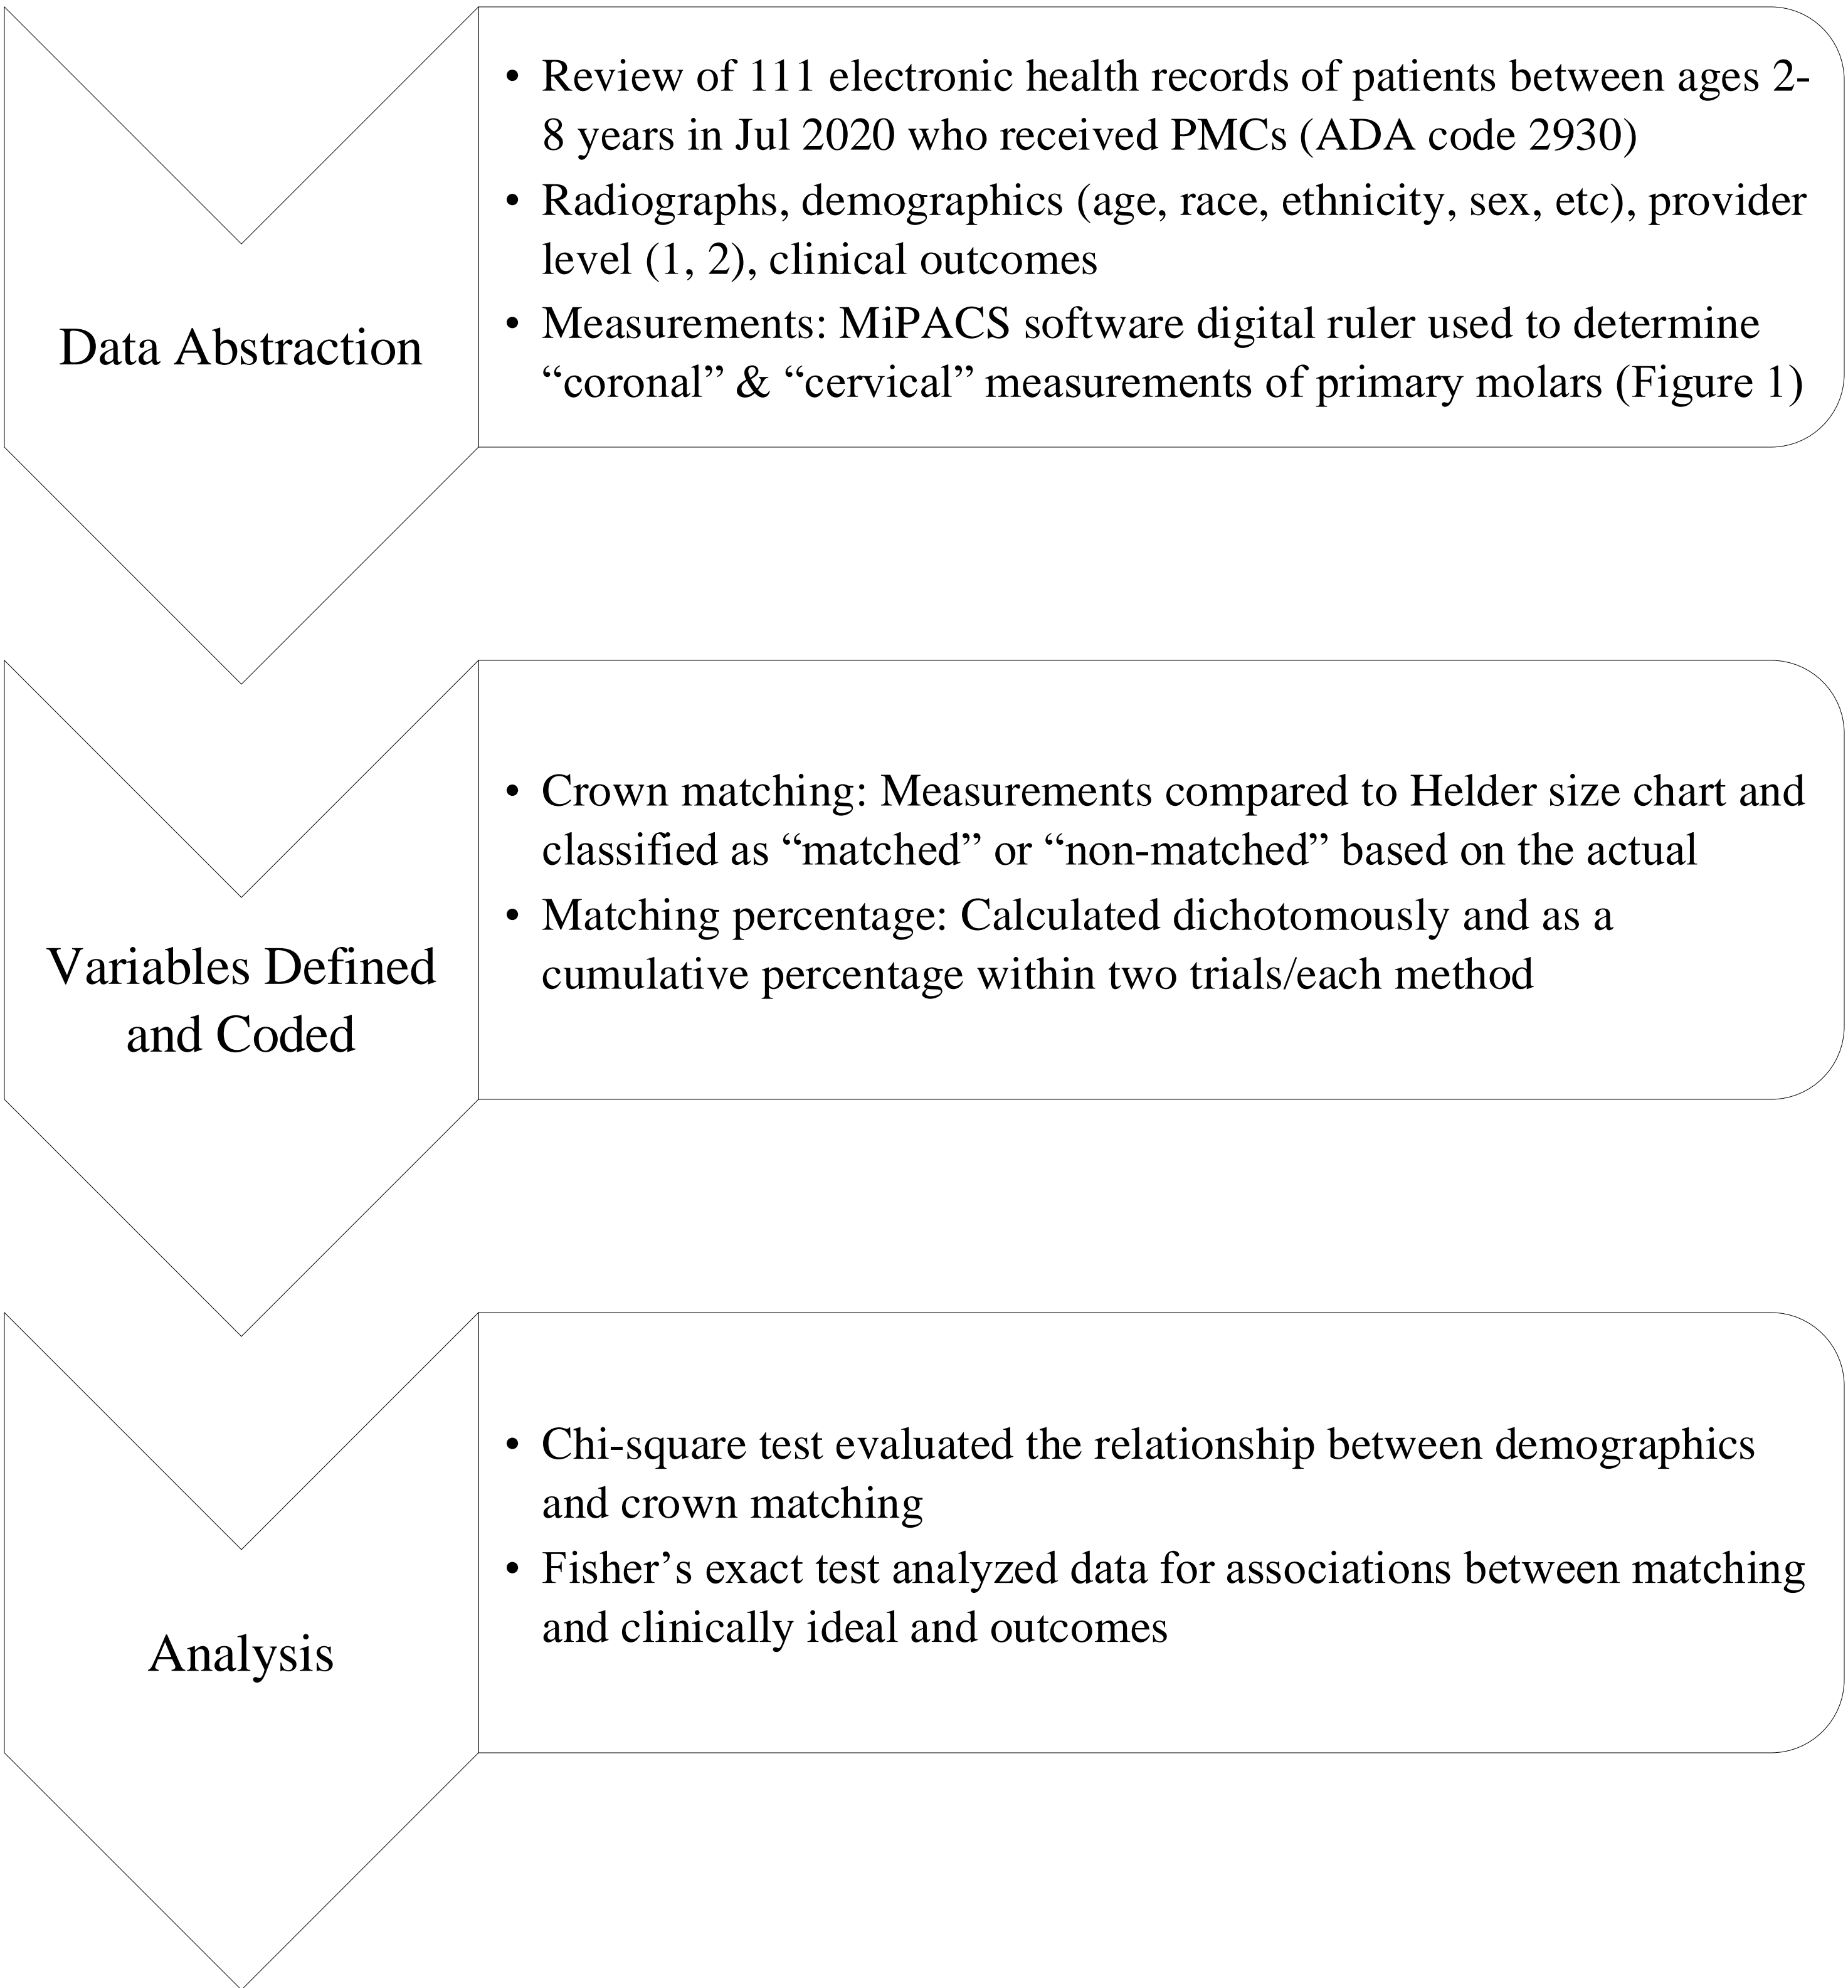 Data Abstraction
• Review of 111 electronic health records of patients between ages 2-
8 years in Jul 2020 who received PMCs (ADA code 2930)
• Radiographs, demographics (age, race, ethnicity, sex, etc), provider
level (1, 2), clinical outcomes
• Measurements: MiPACS software digital ruler used to determine
“coronal” & “cervical” measurements of primary molars (Figure 1)
Variables Defined
and Coded
• Crown matching: Measurements compared to Helder size chart and
classified as “matched” or “non-matched” based on the actual
• Matching percentage: Calculated dichotomously and as a
cumulative percentage within two trials/each method
Analysis
• Chi-square test evaluated the relationship between demographics
and crown matching
• Fisher’s exact test analyzed data for associations between matching
and clinically ideal and outcomes